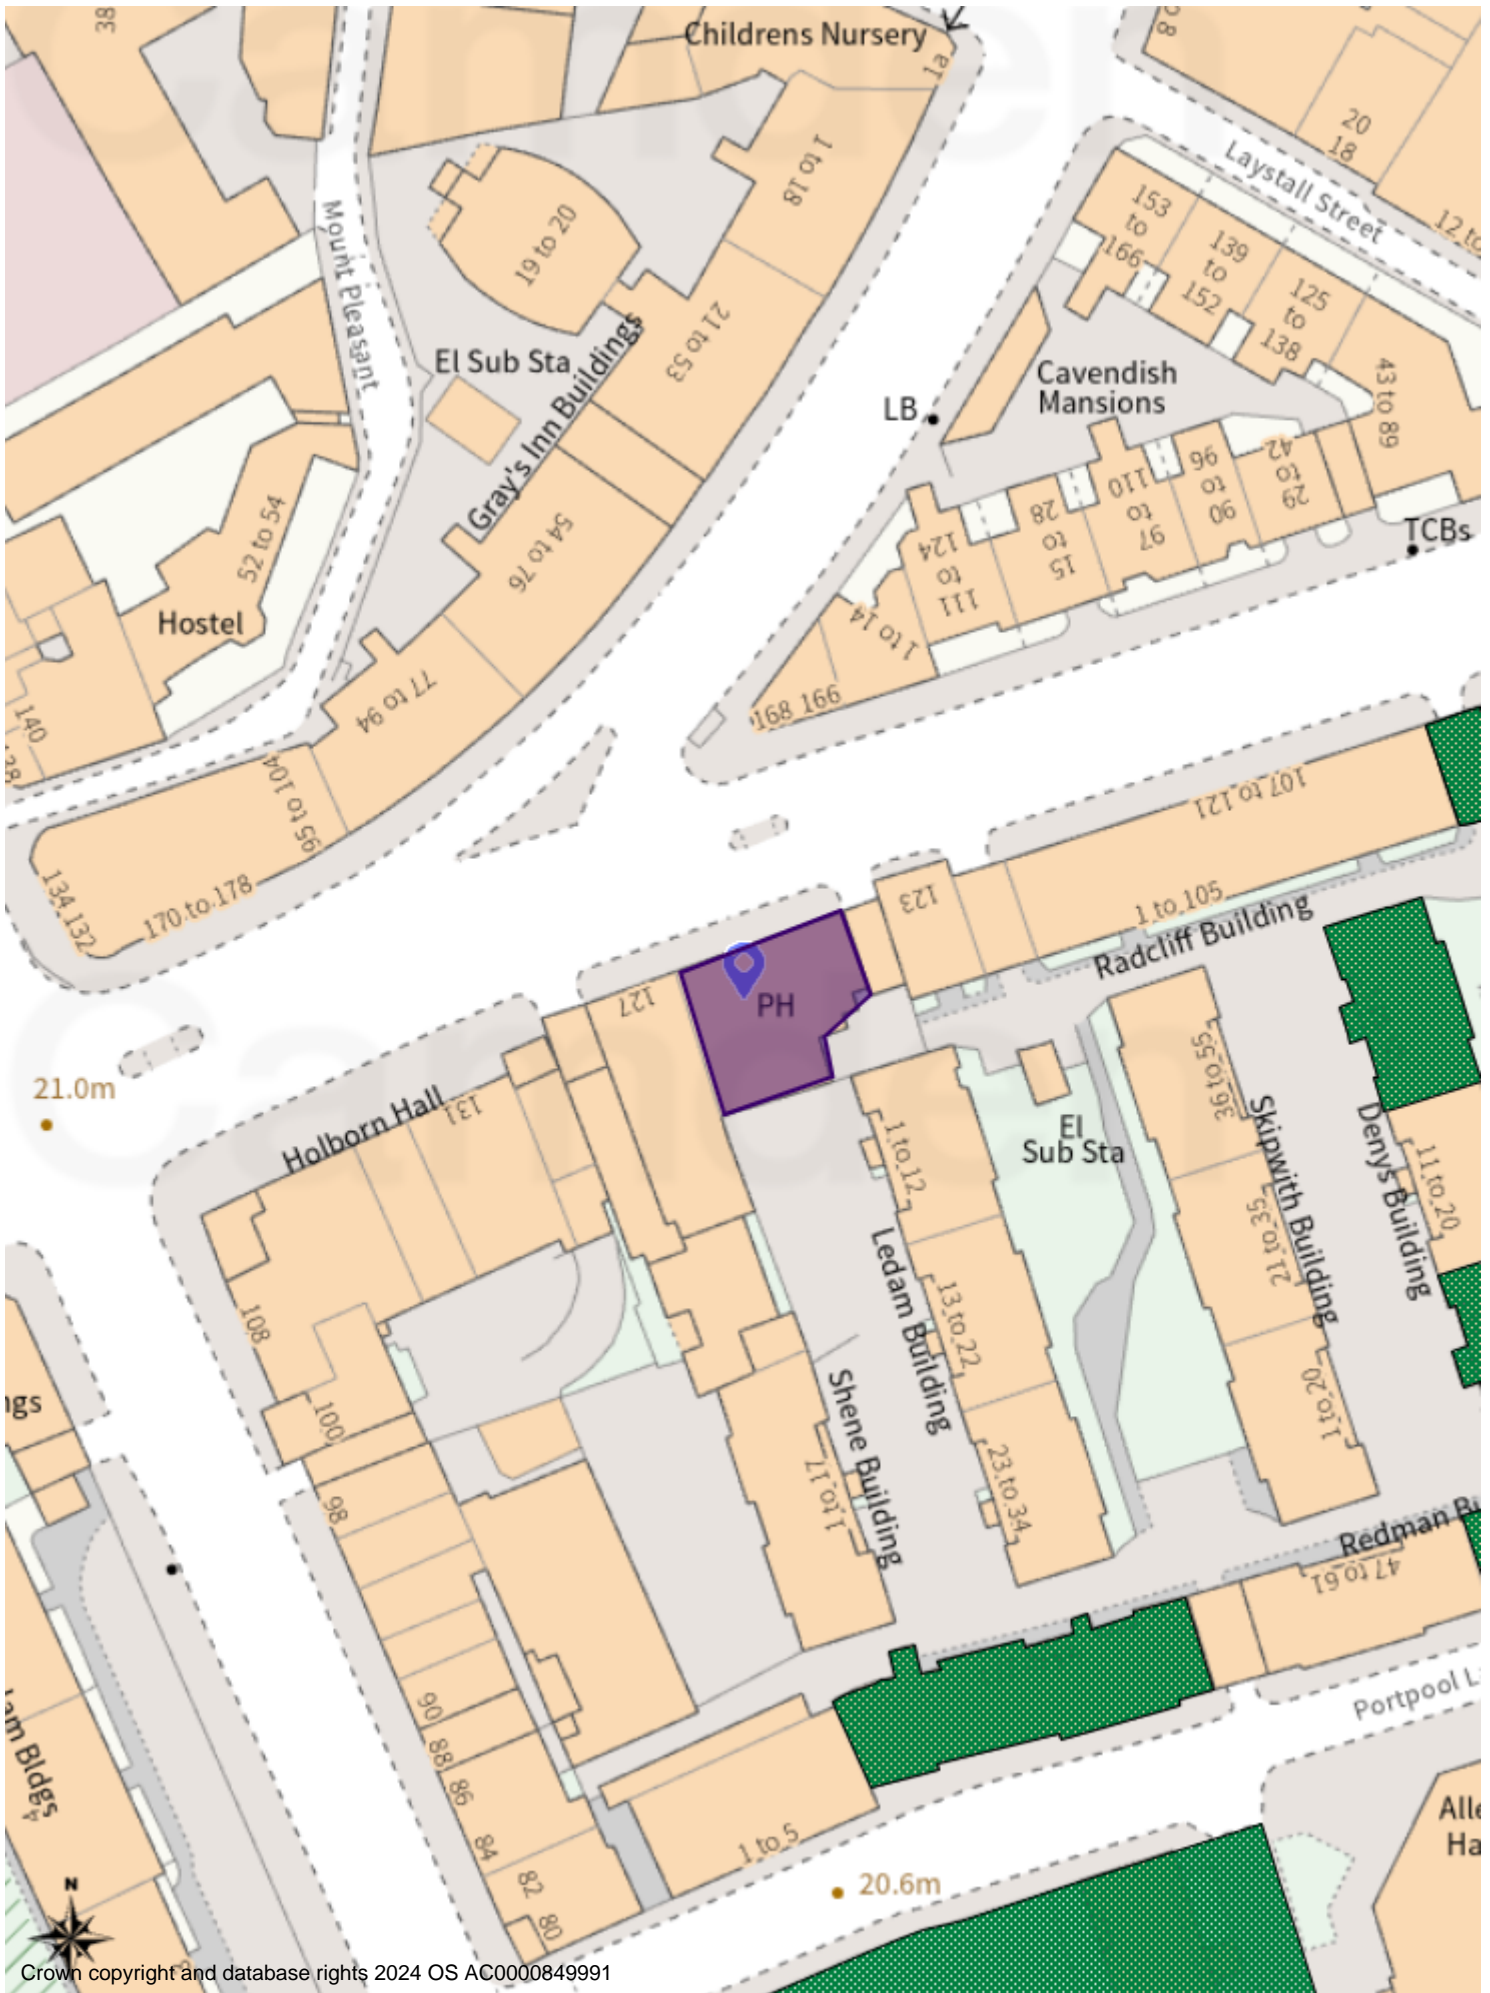 38
Childrens Nursery
1a
8
20
18
Laystall Street
1 to 18
Mount Pleasant
19 to 20
153
to
166
139
to
152
125
to
138
21 to 53
El Sub Sta
Gray's Inn Buildings
Cavendish
Mansions
LB
43 to 89
29
to
42
90
to
96
97
to
110
15
to
28
111
to
124
TCBs
52 to 54
54 to 76
Hostel
1 to 14
77 to 94
168 166
140
95 to 104
107 to 121
134 132
170 to 178
123
1 to 105
Radcliff Building
127
PH
21.0m
Holborn Hall
131
El
Sub Sta
36 to 55
Skipwith Building
Denys Building
11 to 20
1 to 12
21 to 35
Ledam Building
13 to 22
108
100
Shene Building
1 to 17
1 to 20
23 to 34
98
47 to 61
Portpool
90
88
86
84
82
80
1 to 5
20.6m
N
Camden
Camden
Crown copyright and database rights 2024 OS AC0000849991